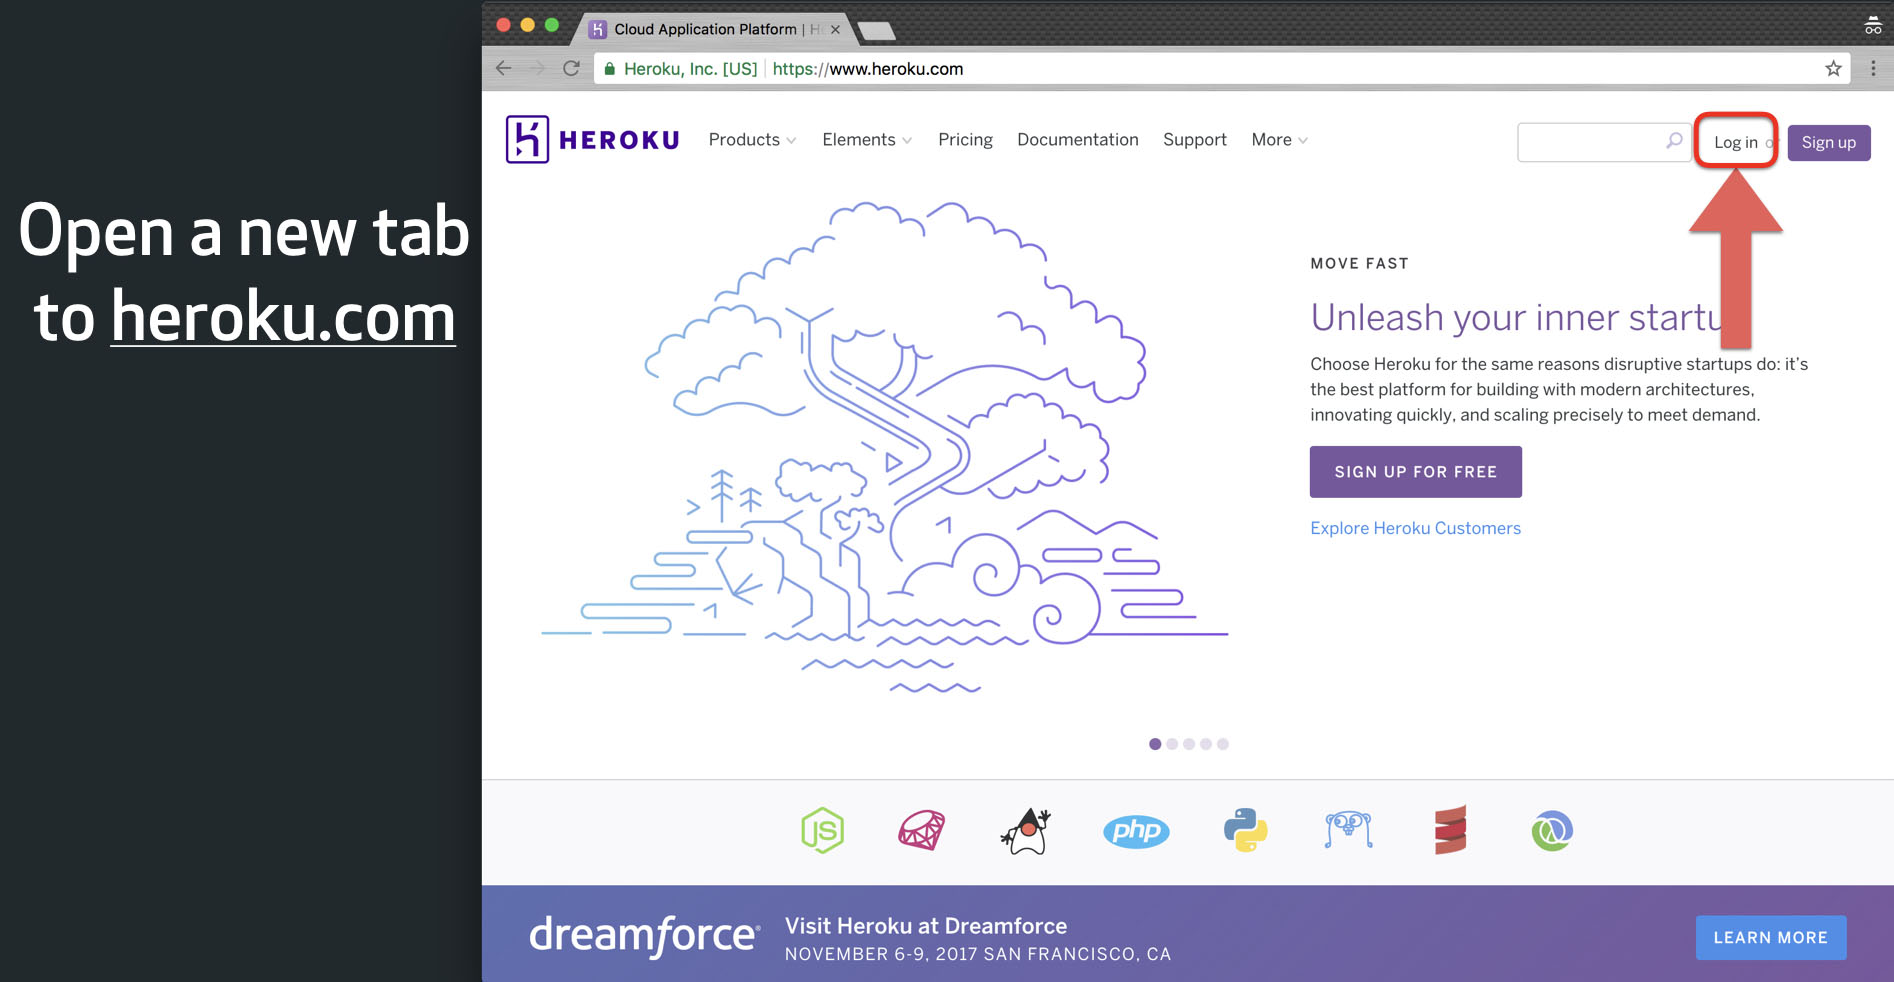 Open a new tab
to heroku.com
Cloud Application Platform | H
Heroku, Inc. [US] https://www.heroku.com
HEROKU Products Elements Pricing Documentation Support More Log in Sign up
MOVE FAST
Unleash your inner startu
Choose Heroku for the same reasons disruptive startups do: it's
the best platform for building with modern architectures,
innovating quickly, and scaling precisely to meet demand.
SIGN UP FOR FREE
Explore Heroku Customers
JS php
dreamforce Visit Heroku at Dreamforce
NOVEMBER 6-9, 2017 SAN FRANCISCO, CA
LEARN MORE